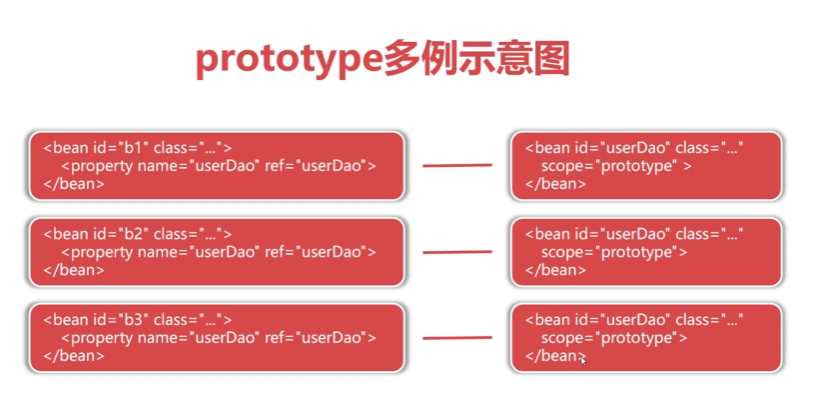 prototype多例示意图
<bean id="b1" class="...">
<property name="userDao" ref="userDao">
</bean>
<bean id="userDao" class="..."
scope="prototype" >
</bean>
<bean id="b2" class="...">
<property name="userDao" ref="userDao">
</bean>
<bean id="userDao" class="..."
scope="prototype">
</bean>
<bean id="b3" class="...">
<property name="userDao" ref="userDao">
</bean>
<bean id="userDao" class="..."
scope="prototype">
</bean>